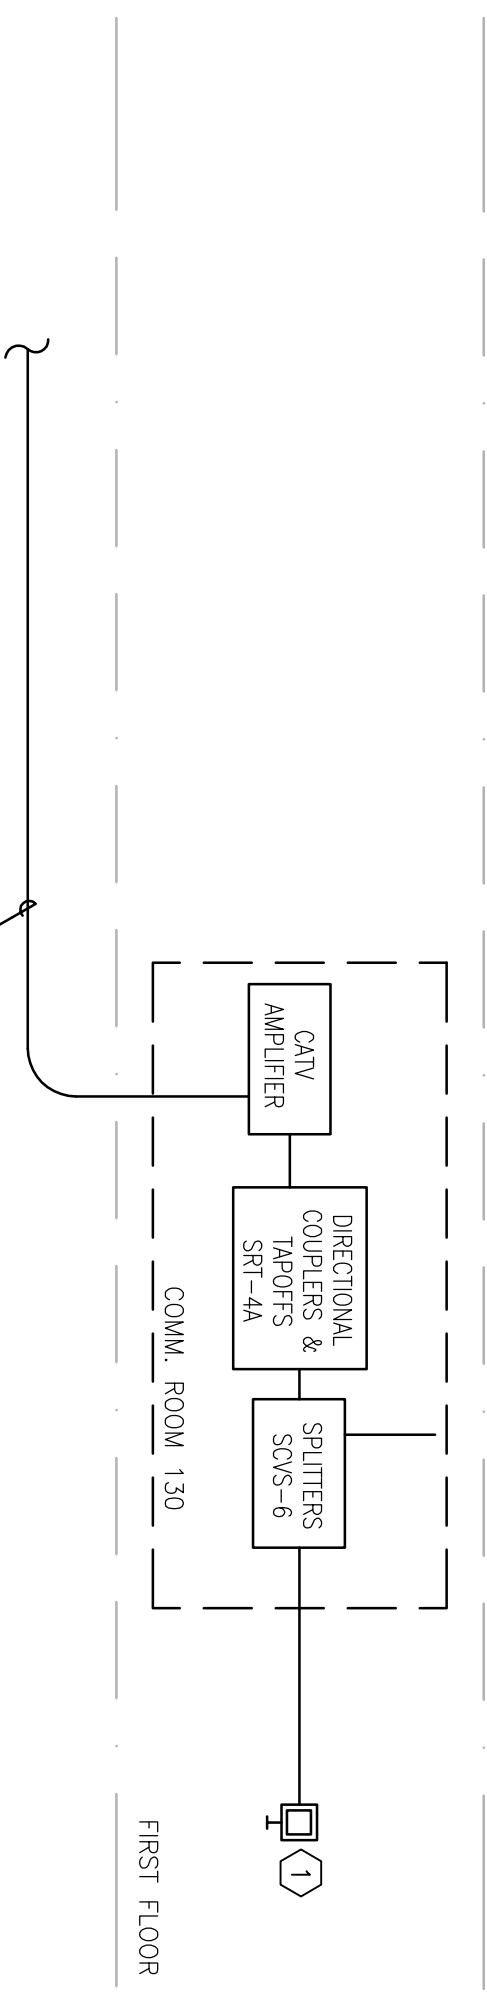 CATV
AMPLIFIER
DIRECTIONAL
COUPLERS &
TAPOFFS
SRT-4A
SPLITTERS
SCVS-6
COMM. ROOM 130
1
FIRST FLOOR